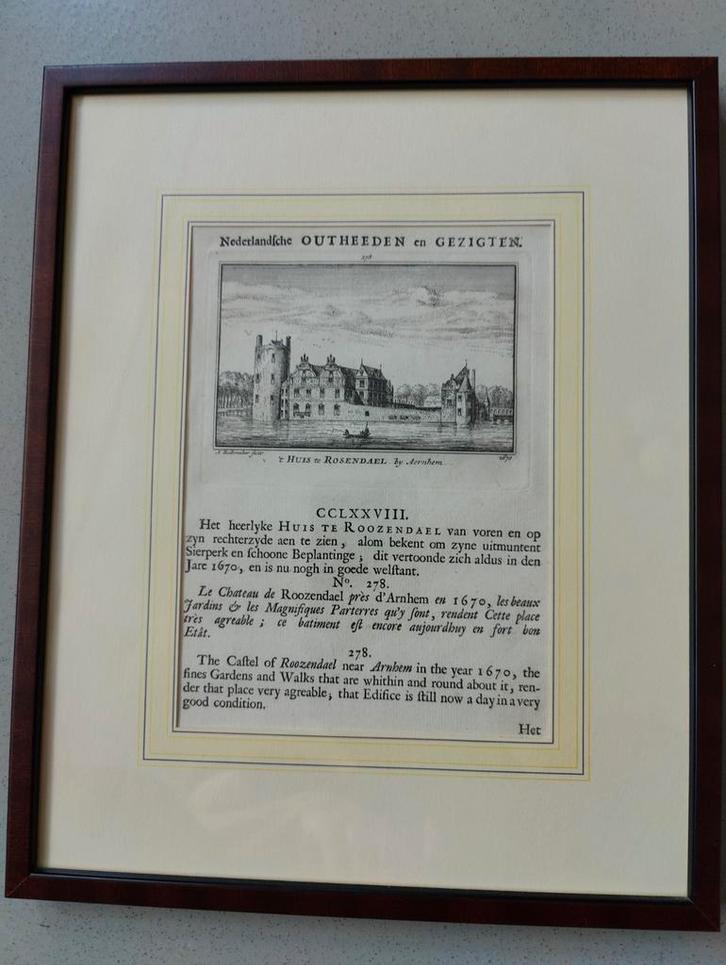 Nederlandſche OUTHEEDEN en GEZIGTEN.
278
't HUIS te ROSENDAEL. by Aernhem.
1670
CCLXXVIII.
Het heerlyke HUIS TE ROOZENDAEL van voren en op
zyn rechterzyde aen te zien, alom bekent om zyne uitmuntent
Sierperk en ſchoone Beplantinge; dit vertoonde zich aldus in den
Jare 1670, en is nu nogh in goede welſtant.
N°. 278.
Le Chateau de Roozendael près d'Arnhem en 1670, les beaux
Jardins & les Magnifiques Parterres qu'y ſont, rendent Cette place
très agreable; ce batiment eſt encore aujourdhuy en fort bon
Etât.
278.
The Caſtel of Roozendael near Arnhem in the year 1670, the
fines Gardens and Walks that are whithin and round about it, ren-
der that place very agreable; that Edifice is ſtill now a day in a very
good condition.
Het